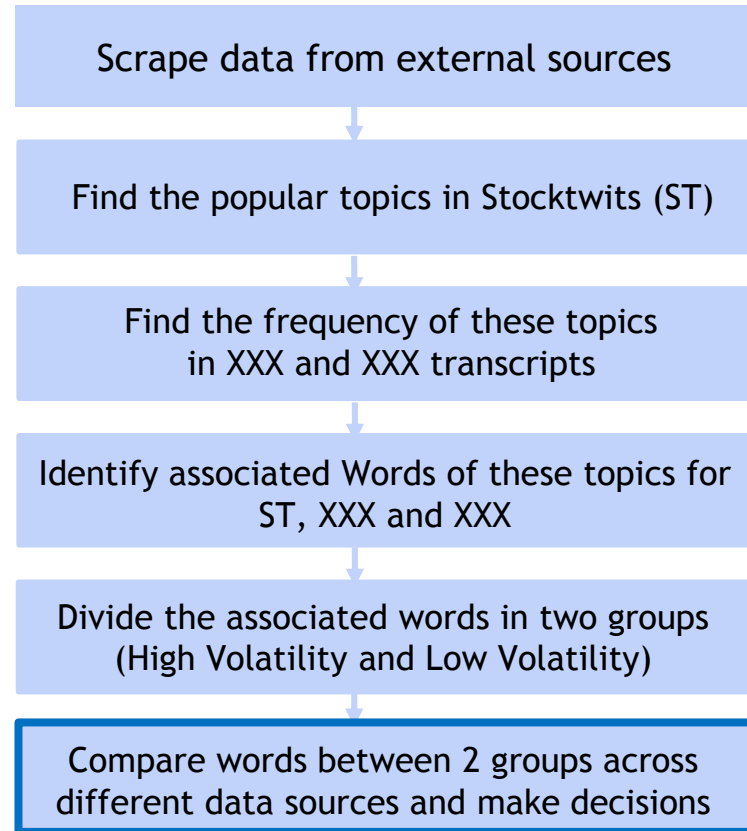 Scrape data from external sources
Find the popular topics in Stocktwits (ST)
Find the frequency of these topics
in XXX and XXX transcripts
Identify associated Words of these topics for
ST, XXX and XXX
Divide the associated words in two groups
(High Volatility and Low Volatility)
Compare words between 2 groups across
different data sources and make decisions